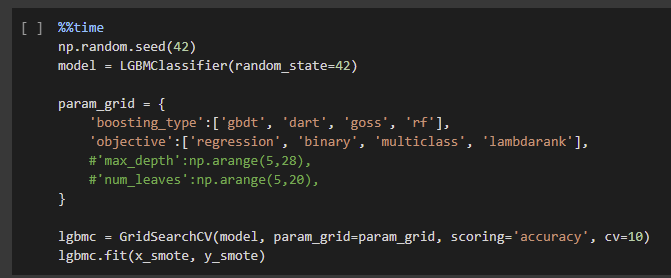 [ ] %%time
np.random.seed(42)
model = LGBMClassifier(random_state=42)
param_grid = {
    'boosting_type':['gbdt', 'dart', 'goss', 'rf'],
    'objective':['regression', 'binary', 'multiclass', 'lambdarank'],
    #'max_depth':np.arange(5,28),
    #'num_leaves':np.arange(5,20),
}
lgbmc = GridSearchCV(model, param_grid=param_grid, scoring='accuracy', cv=10)
lgbmc.fit(x_smote, y_smote)